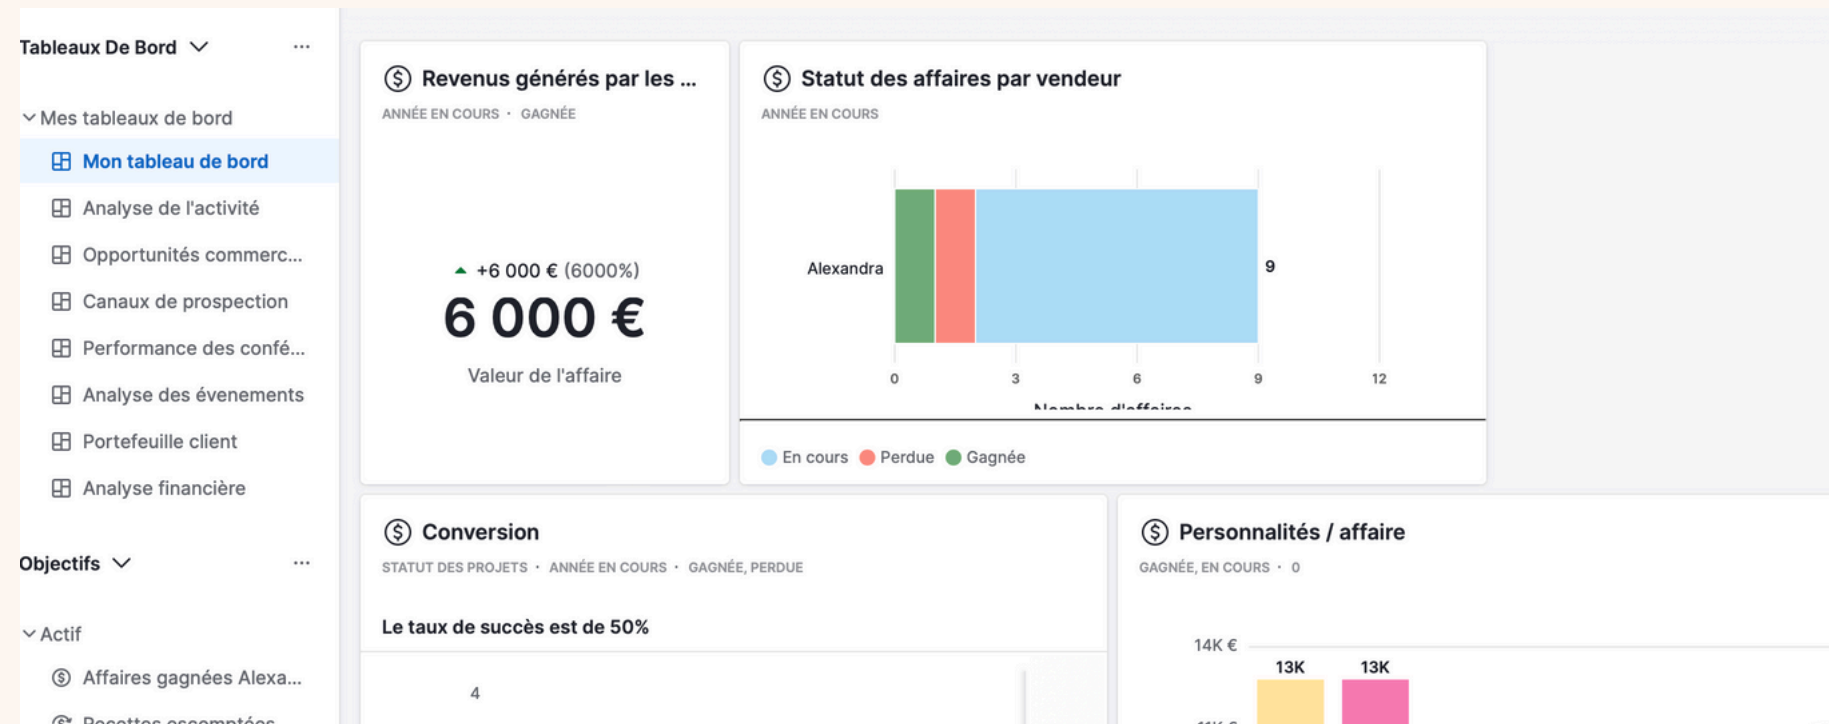 Tableaux De Bord
Mes tableaux de bord
Mon tableau de bord
Analyse de l'activité
Opportunités commerc...
Canaux de prospection
Performance des confé...
Analyse des évenements
Portefeuille client
Analyse financière
Objectifs
Actif
Affaires gagnées Alexa...
Recettes escomptées
Revenus générés par les ...
ANNÉE EN COURS · GAGNÉE
+6 000 € (6000%)
6 000 €
Valeur de l'affaire
Statut des affaires par vendeur
ANNÉE EN COURS
Alexandra
9
0 3 6 9 12
Nombre d'affaires
En cours Perdue Gagnée
Conversion
STATUT DES PROJETS · ANNÉE EN COURS · GAGNÉE, PERDUE
Le taux de succès est de 50%
4
Personnalités / affaire
GAGNÉE, EN COURS · 0
14K €
13K 13K